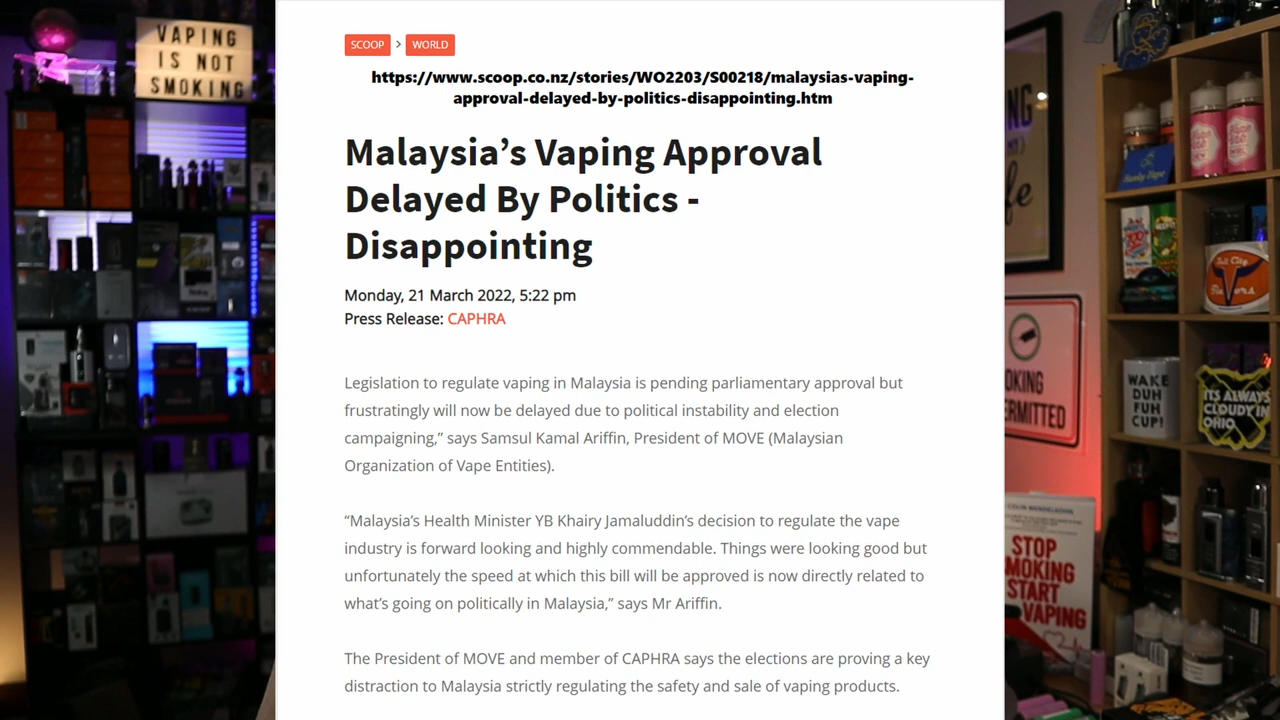 VAPING
IS NOT
SMOKING
SCOOP > WORLD
https://www.scoop.co.nz/stories/WO2203/S00218/malaysias-vaping-
approval-delayed-by-politics-disappointing.htm
Malaysia’s Vaping Approval
Delayed By Politics -
Disappointing
Monday, 21 March 2022, 5:22 pm
Press Release: CAPHRA
Legislation to regulate vaping in Malaysia is pending parliamentary approval but
frustratingly will now be delayed due to political instability and election
campaigning,” says Samsul Kamal Ariffin, President of MOVE (Malaysian
Organization of Vape Entities).
“Malaysia’s Health Minister YB Khairy Jamaluddin’s decision to regulate the vape
industry is forward looking and highly commendable. Things were looking good but
unfortunately the speed at which this bill will be approved is now directly related to
what’s going on politically in Malaysia,” says Mr Ariffin.
The President of MOVE and member of CAPHRA says the elections are proving a key
distraction to Malaysia strictly regulating the safety and sale of vaping products.
WAKE
DUH
FUH
CUP!
ITS ALWAYS
CLOUDY IN
OHIO
STOP
MOKING
START
VAPING
OKING
ERMITTED